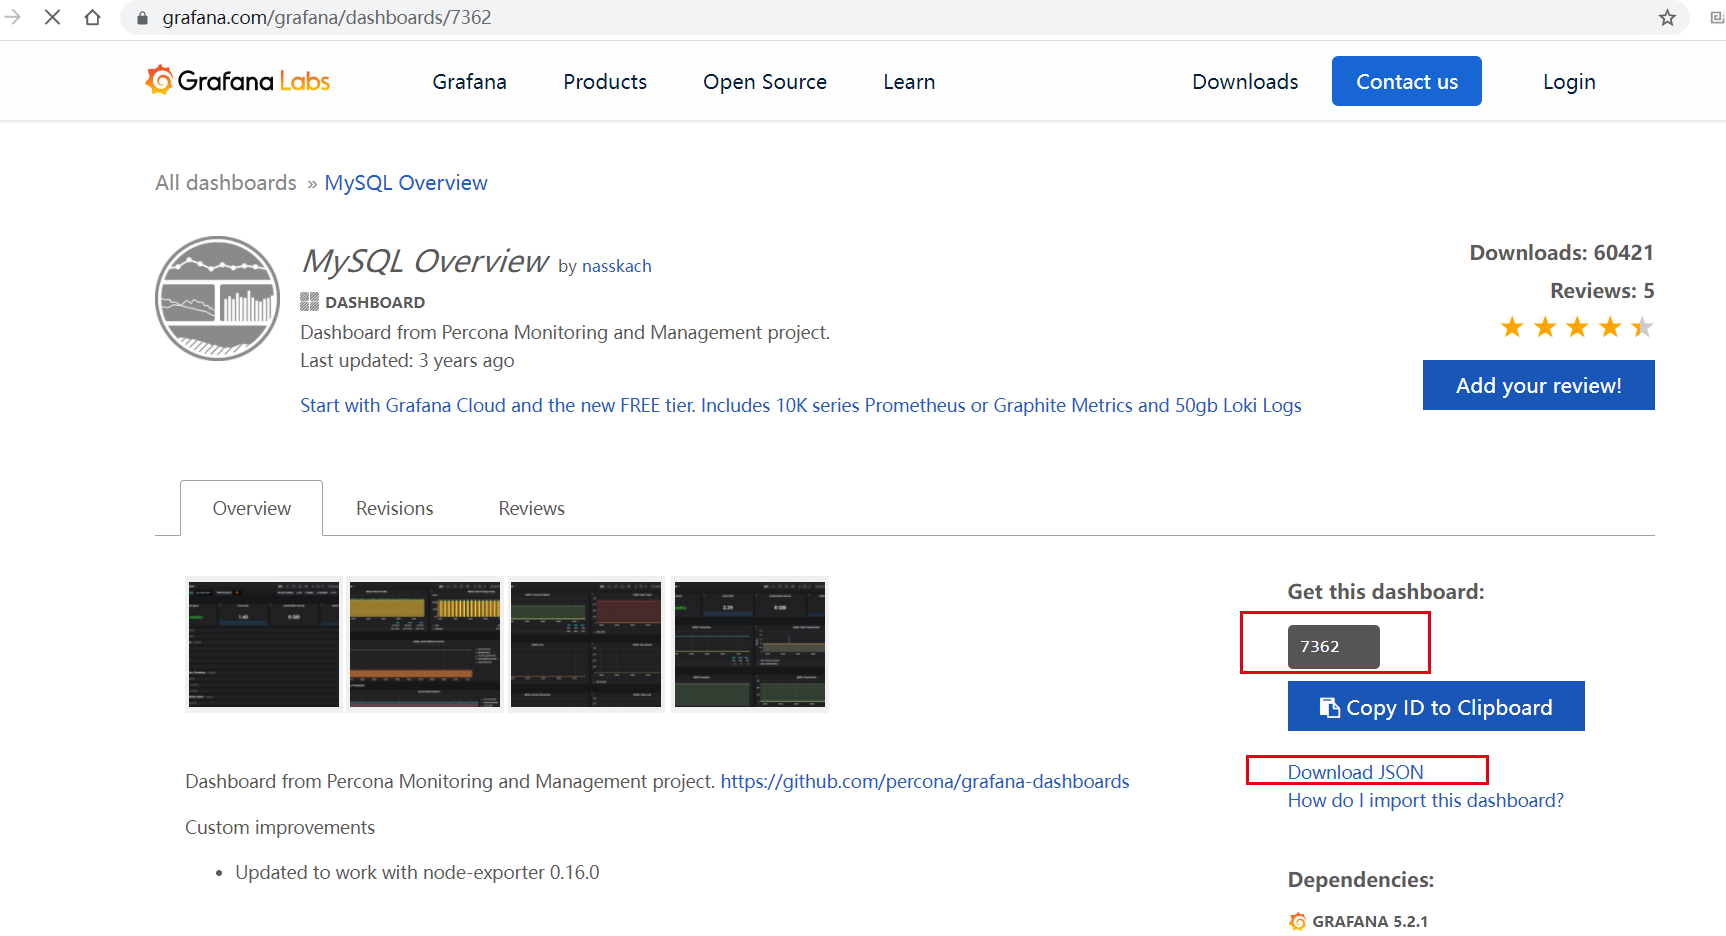 grafana.com/grafana/dashboards/7362
Grafana Labs
Grafana
Products
Open Source
Learn
Downloads
Contact us
Login
All dashboards » MySQL Overview
MySQL Overview by nasskach
DASHBOARD
Dashboard from Percona Monitoring and Management project.
Last updated: 3 years ago
Start with Grafana Cloud and the new FREE tier. Includes 10K series Prometheus or Graphite Metrics and 50gb Loki Logs
Downloads: 60421
Reviews: 5
Add your review!
Overview
Revisions
Reviews
Get this dashboard:
7362
Copy ID to Clipboard
Download JSON
How do I import this dashboard?
Dashboard from Percona Monitoring and Management project. https://github.com/percona/grafana-dashboards
Custom improvements
• Updated to work with node-exporter 0.16.0
Dependencies:
GRAFANA 5.2.1